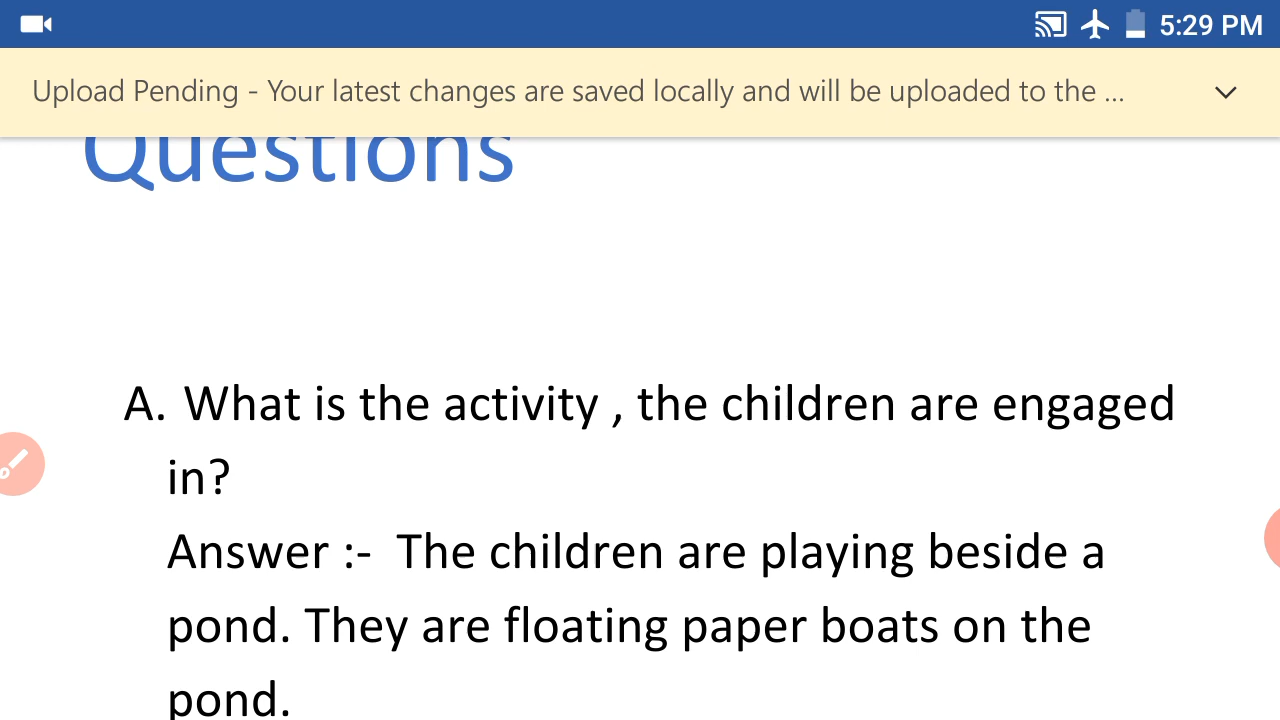 5:29 PM
Upload Pending - Your latest changes are saved locally and will be uploaded to the ...
Questions
A. What is the activity , the children are engaged
in?
Answer :- The children are playing beside a
pond. They are floating paper boats on the
pond.